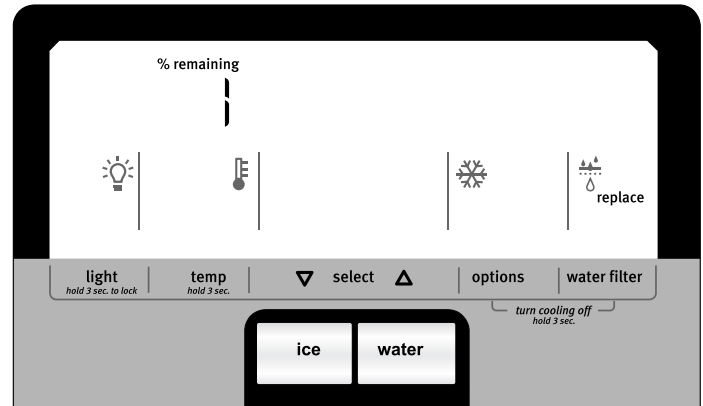 % remaining
1
replace
light temp select options water filter
hold 3 sec. to lock hold 3 sec.
turn cooling off
hold 3 sec.
ice water